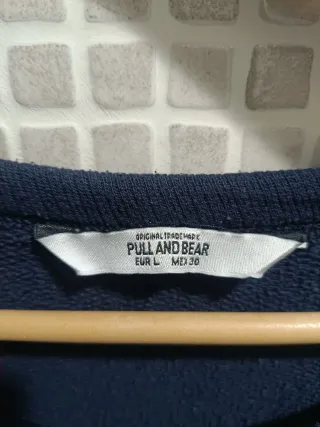 ORIGINAL TRADEMARK
PULL AND BEAR
EUR L MEX 30